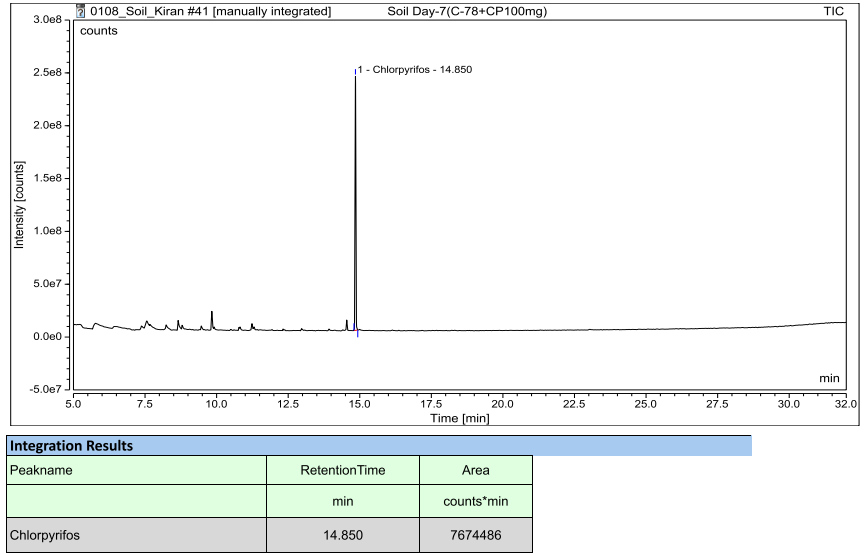 0108_Soil_Kiran #41 [manually integrated] Soil Day-7(C-78+CP100mg) TIC
counts
3.0e8
2.5e8
2.0e8
1.5e8
1.0e8
5.0e7
0.0e0
-5.0e7
Intensity [counts]
1 - Chlorpyrifos - 14.850
min
5.0 7.5 10.0 12.5 15.0 17.5 20.0 22.5 25.0 27.5 30.0 32.0
Time [min]
Integration Results
Peakname RetentionTime Area
min counts*min
Chlorpyrifos 14.850 7674486